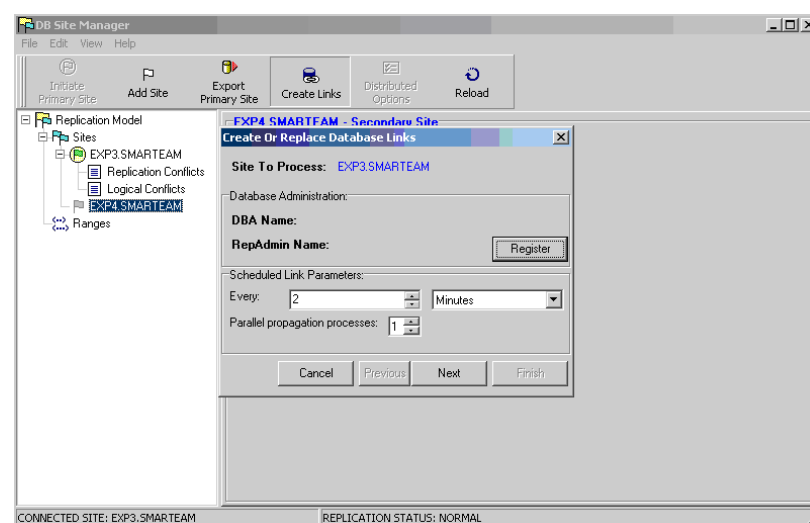 DB Site Manager
File Edit View Help
Initiate Primary Site
Add Site
Export Primary Site
Create Links
Distributed Options
Reload
Replication Model
Sites
EXP3.SMARTEAM
Replication Conflicts
Logical Conflicts
EXP4.SMARTEAM
Ranges
EXP4.SMARTEAM - Secondary Site
Create Or Replace Database Links
Site To Process: EXP3.SMARTEAM
Database Administration:
DBA Name:
RepAdmin Name:
Register
Scheduled Link Parameters:
Every: 2 Minutes
Parallel propagation processes: 1
Cancel Previous Next Finish
CONNECTED SITE: EXP3.SMARTEAM REPLICATION STATUS: NORMAL